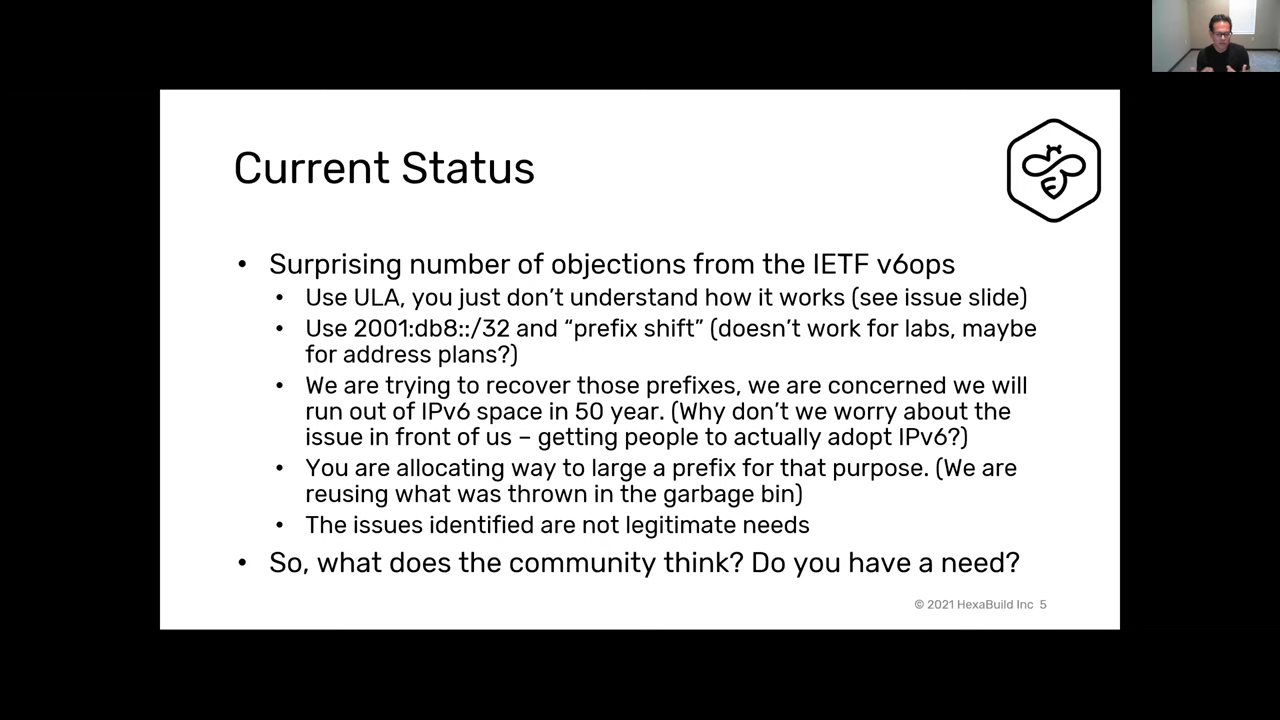 Current Status
• Surprising number of objections from the IETF v6ops
• Use ULA, you just don’t understand how it works (see issue slide)
• Use 2001:db8::/32 and “prefix shift” (doesn’t work for labs, maybe
for address plans?)
• We are trying to recover those prefixes, we are concerned we will
run out of IPv6 space in 50 year. (Why don’t we worry about the
issue in front of us – getting people to actually adopt IPv6?)
• You are allocating way to large a prefix for that purpose. (We are
reusing what was thrown in the garbage bin)
• The issues identified are not legitimate needs
• So, what does the community think? Do you have a need?
© 2021 HexaBuild Inc 5